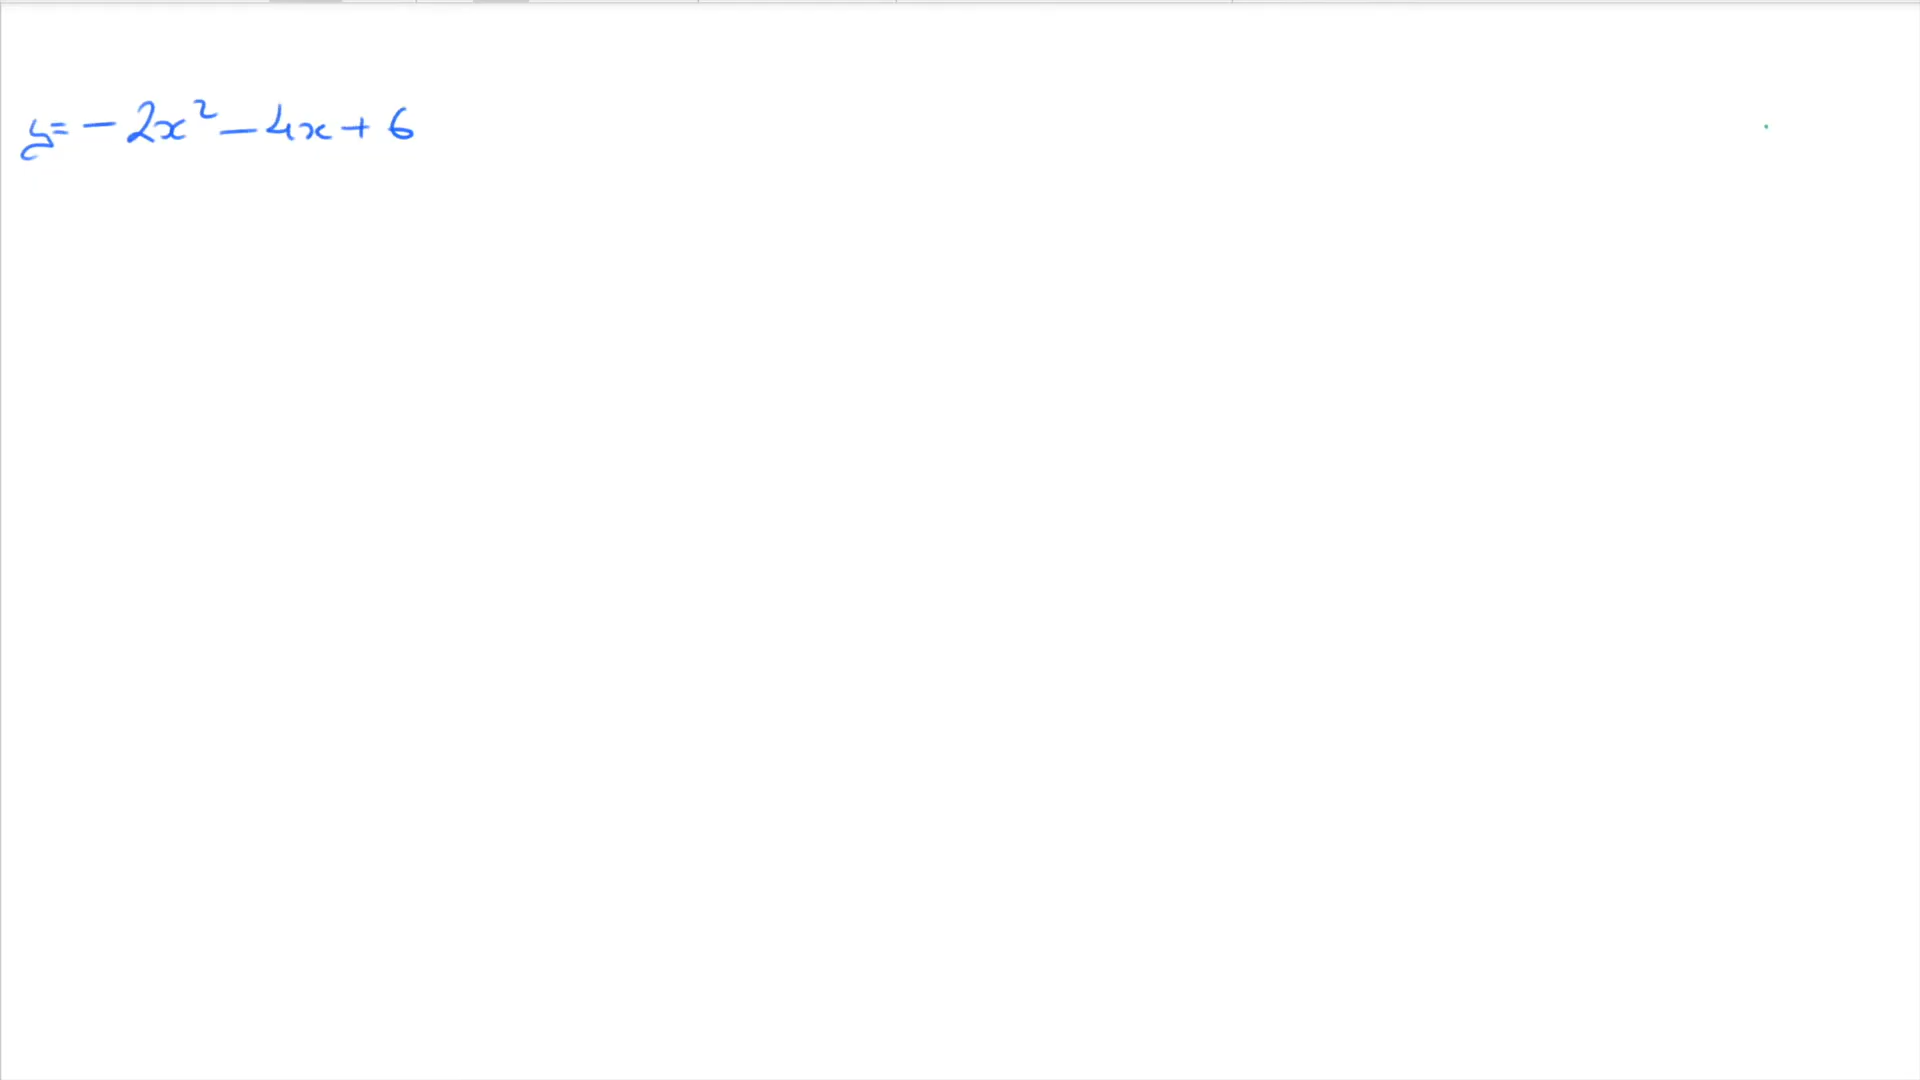 y = -2x² - 4x + 6